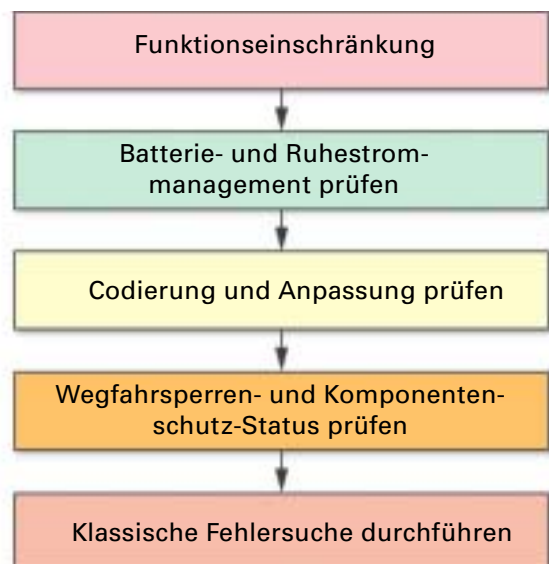 Funktionseinschränkung
Batterie- und Ruhestrom-
management prüfen
Codierung und Anpassung prüfen
Wegfahrsperren- und Komponenten-
schutz-Status prüfen
Klassische Fehlersuche durchführen